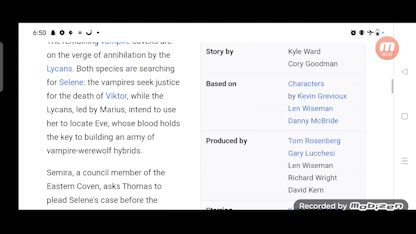 6:50
00:37
The remaining vampire covens are
on the verge of annihilation by the
Lycans. Both species are searching
for Selene: the vampires seek justice
for the death of Viktor, while the
Lycans, led by Marius, intend to use
her to locate Eve, whose blood holds
the key to building an army of
vampire-werewolf hybrids.
Semira, a council member of the
Eastern Coven, asks Thomas to
plead Selene's case before the
Story by
Kyle Ward
Cory Goodman
Based on
Characters
by Kevin Grevioux
Len Wiseman
Danny McBride
Produced by
Tom Rosenberg
Gary Lucchesi
Len Wiseman
Richard Wright
David Kern
Starring
Recorded by Mobizen